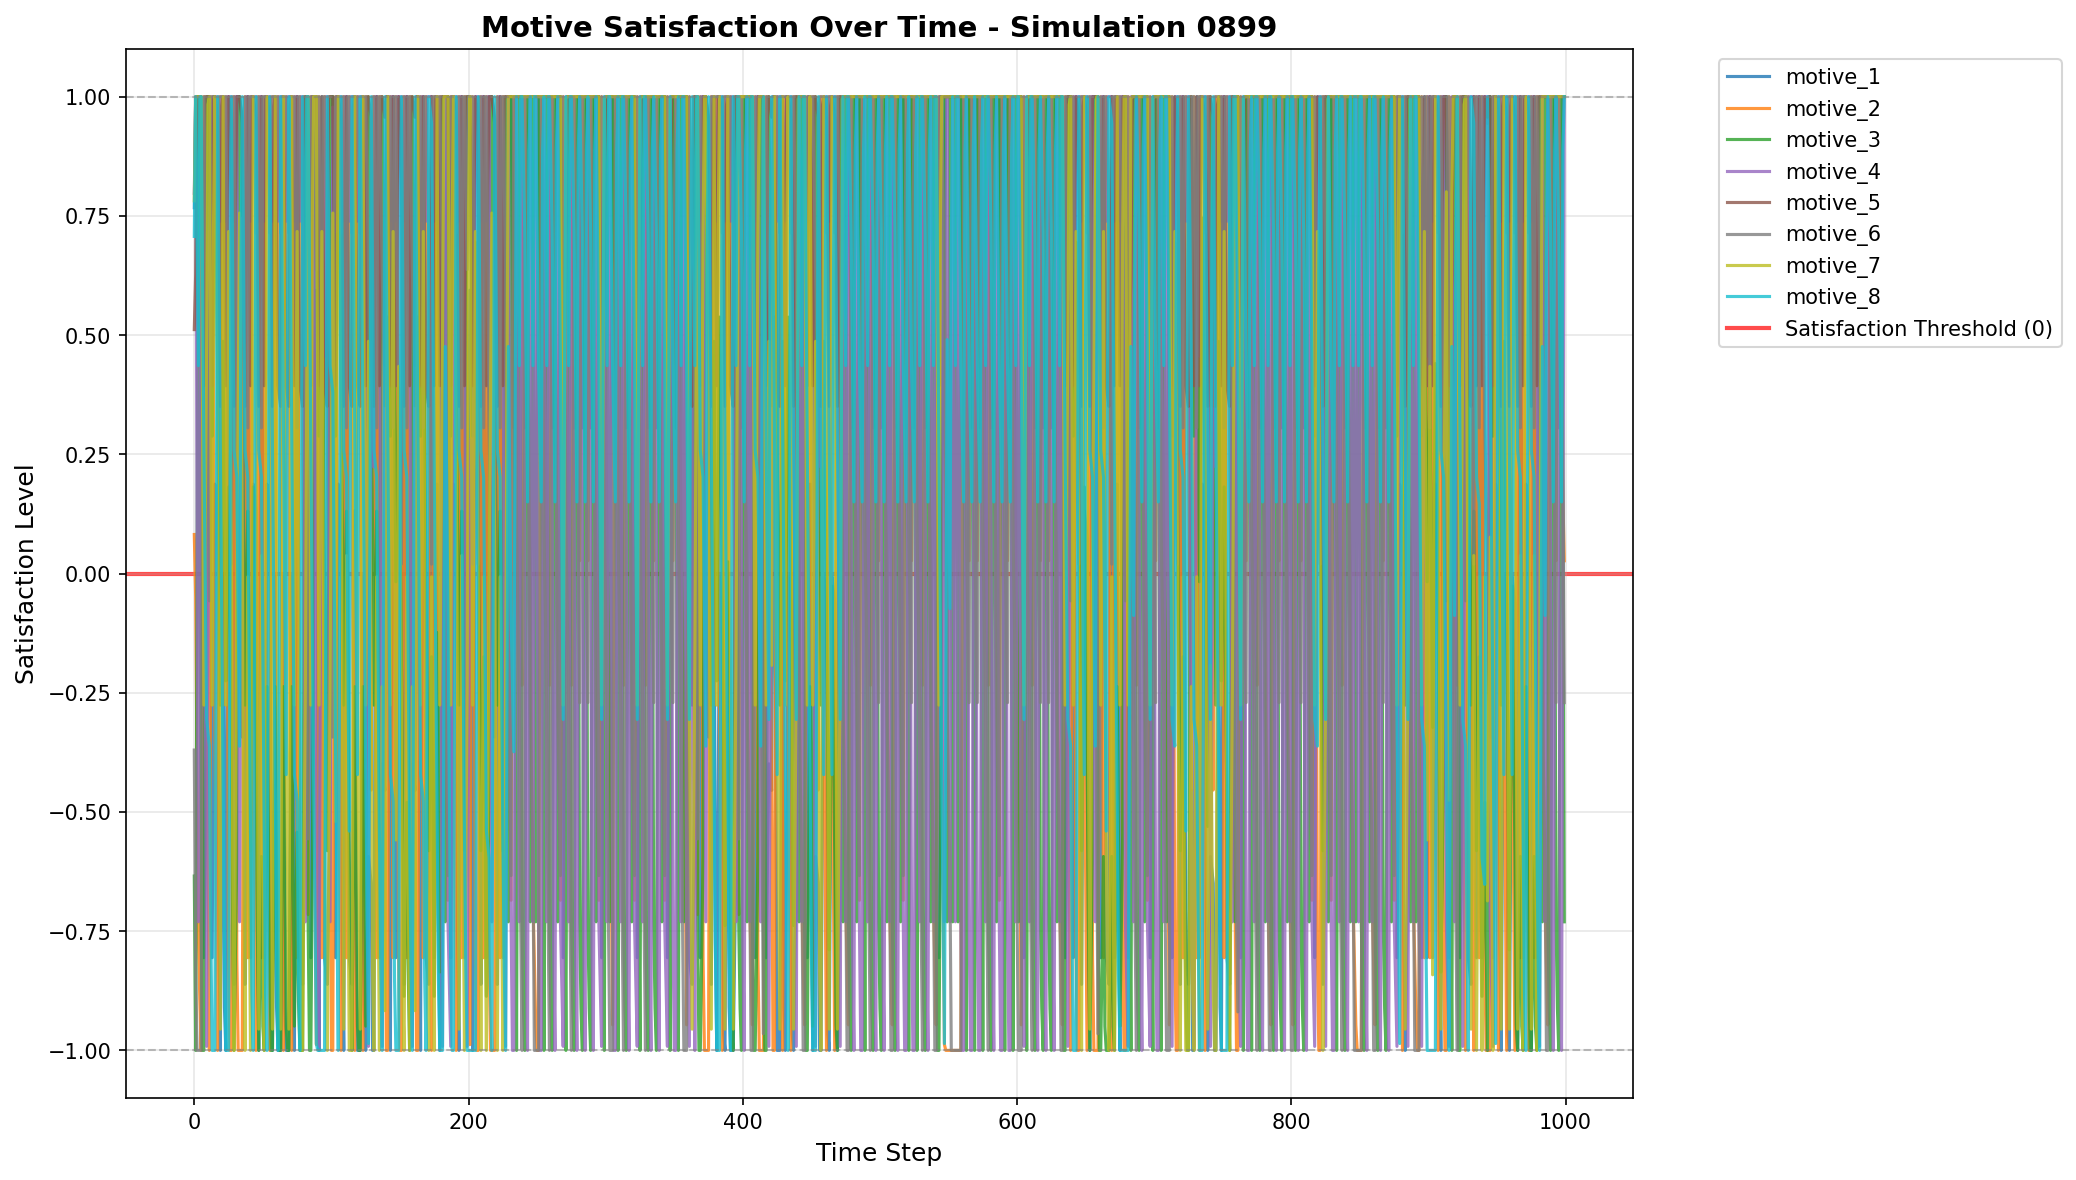 Motive Satisfaction Over Time - Simulation 0899
1.00
0.75
0.50
0.25
0.00
−0.25
−0.50
−0.75
−1.00
Satisfaction Level
0
200
400
600
800
1000
Time Step
motive_1
motive_2
motive_3
motive_4
motive_5
motive_6
motive_7
motive_8
Satisfaction Threshold (0)